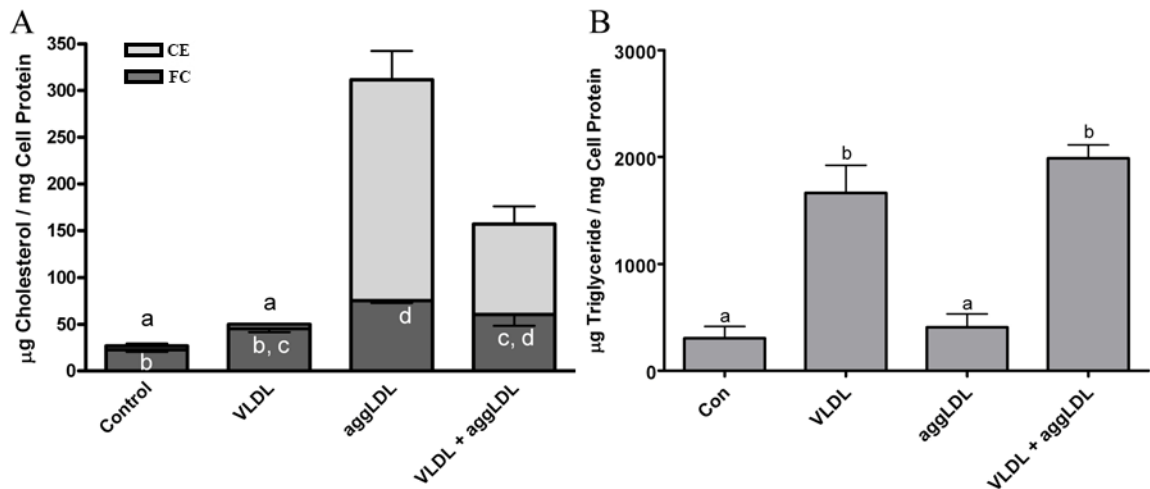 A
µg Cholesterol / mg Cell Protein
350
300
250
200
150
100
50
0
CE
FC
a
b
a
b, c
d
c, d
Control
VLDL
aggLDL
VLDL + aggLDL
B
µg Triglyceride / mg Cell Protein
3000
2000
1000
0
a
b
a
b
Con
VLDL
aggLDL
VLDL + aggLDL